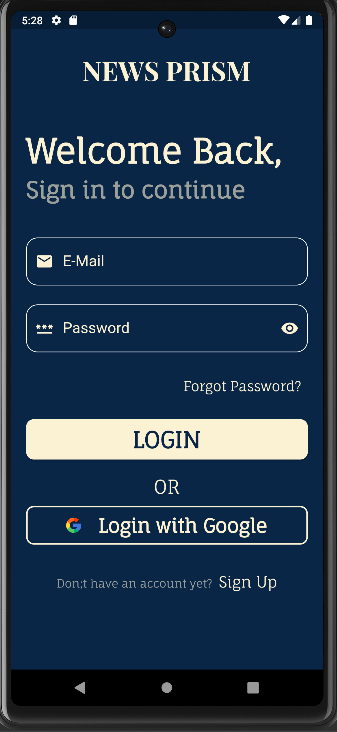 5:28
NEWS PRISM
Welcome Back,
Sign in to continue
E-Mail
Password
Forgot Password?
LOGIN
OR
Login with Google
Don;t have an account yet? Sign Up